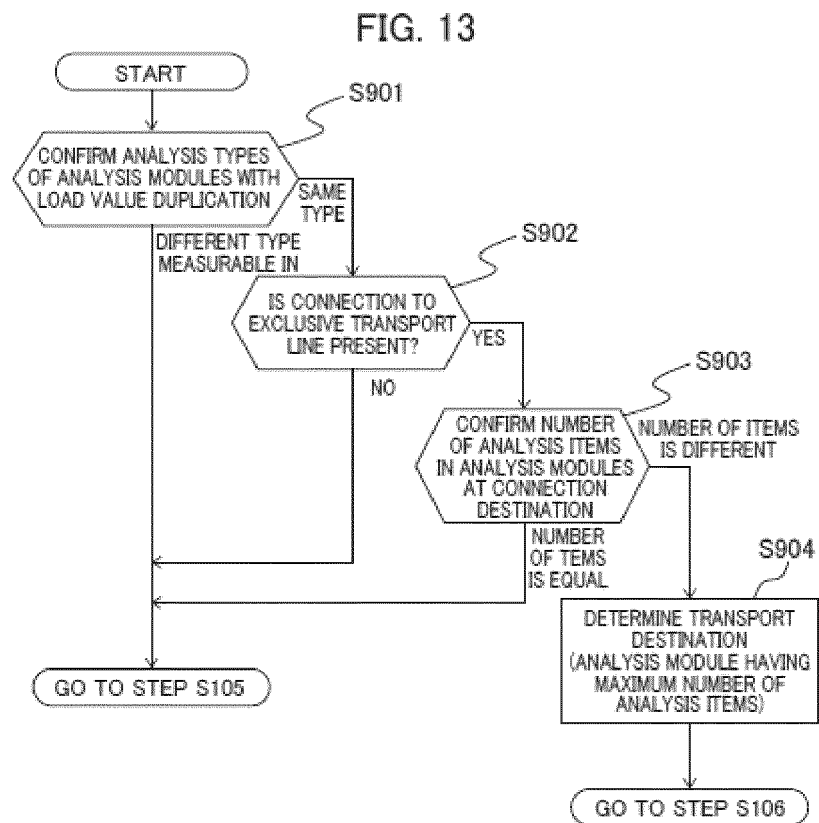 FIG. 13
START
S901
CONFIRM ANALYSIS TYPES
OF ANALYSIS MODULES WITH
LOAD VALUE DUPLICATION
SAME
TYPE
DIFFERENT TYPE
MEASURABLE IN
S902
IS CONNECTION TO
EXCLUSIVE TRANSPORT
LINE PRESENT?
YES
NO
S903
CONFIRM NUMBER
OF ANALYSIS ITEMS
IN ANALYSIS MODULES
AT CONNECTION
DESTINATION
NUMBER OF ITEMS
IS DIFFERENT
NUMBER
OF TEMS
IS EQUAL
S904
DETERMINE TRANSPORT
DESTINATION
(ANALYSIS MODULE HAVING
MAXIMUM NUMBER OF
ANALYSIS ITEMS)
GO TO STEP S105
GO TO STEP S106